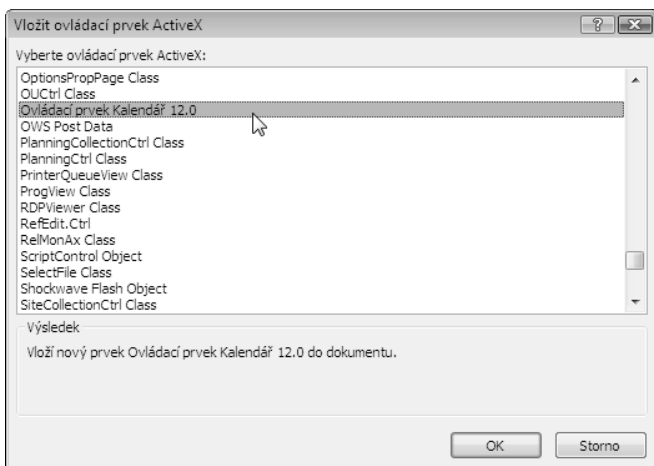 Vložit ovládací prvek ActiveX
Vyberte ovládací prvek ActiveX:
OptionsPropPage Class
OUCtrl Class
Ovládací prvek Kalendář 12.0
OWS Post Data
PlanningCollectionCtrl Class
PlanningCtrl Class
PrinterQueueView Class
ProgView Class
RDPViewer Class
RefEdit.Ctrl
RelMonAx Class
ScriptControl Object
SelectFile Class
Shockwave Flash Object
SiteCollectionCtrl Class
Výsledek
Vloží nový prvek Ovládací prvek Kalendář 12.0 do dokumentu.
OK Storno